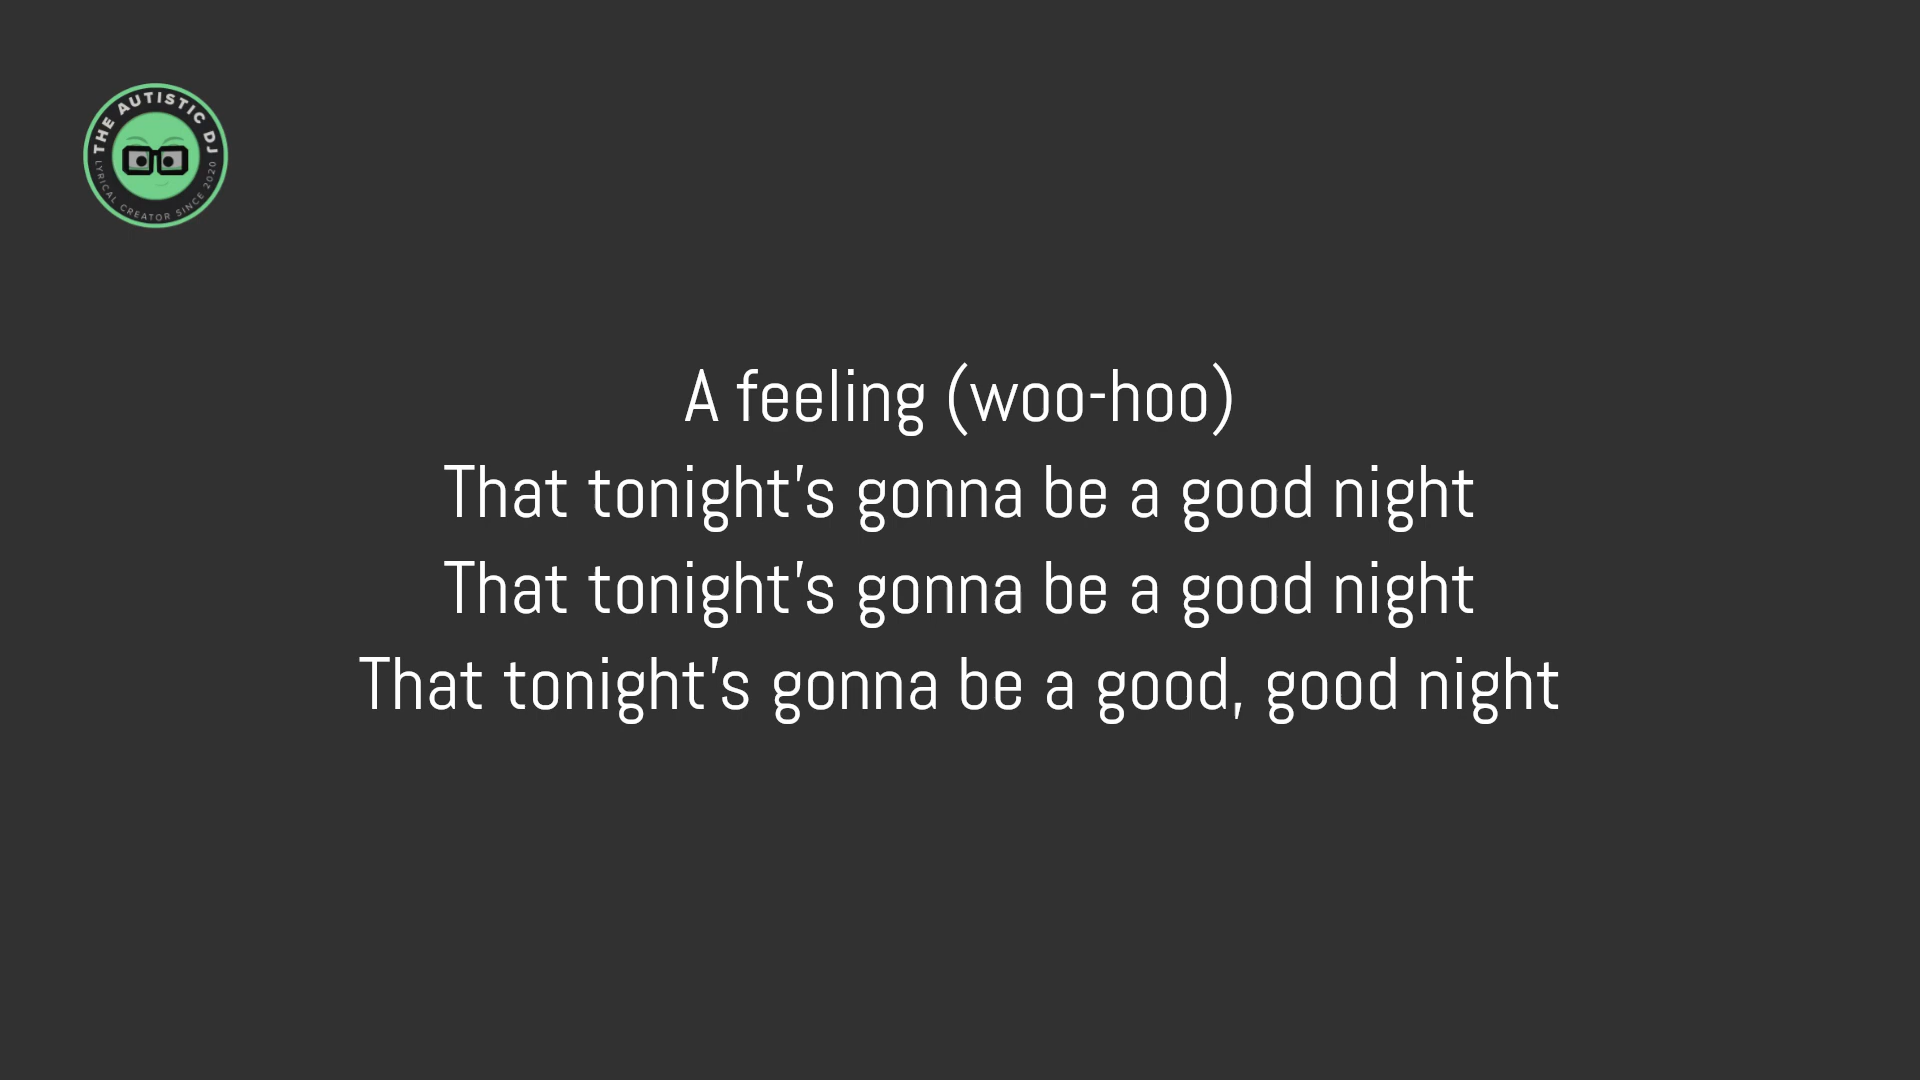 THE AUTISTIC DJ
LYRICAL CREATOR SINCE 2020
A feeling (woo-hoo)
That tonight's gonna be a good night
That tonight's gonna be a good night
That tonight's gonna be a good, good night